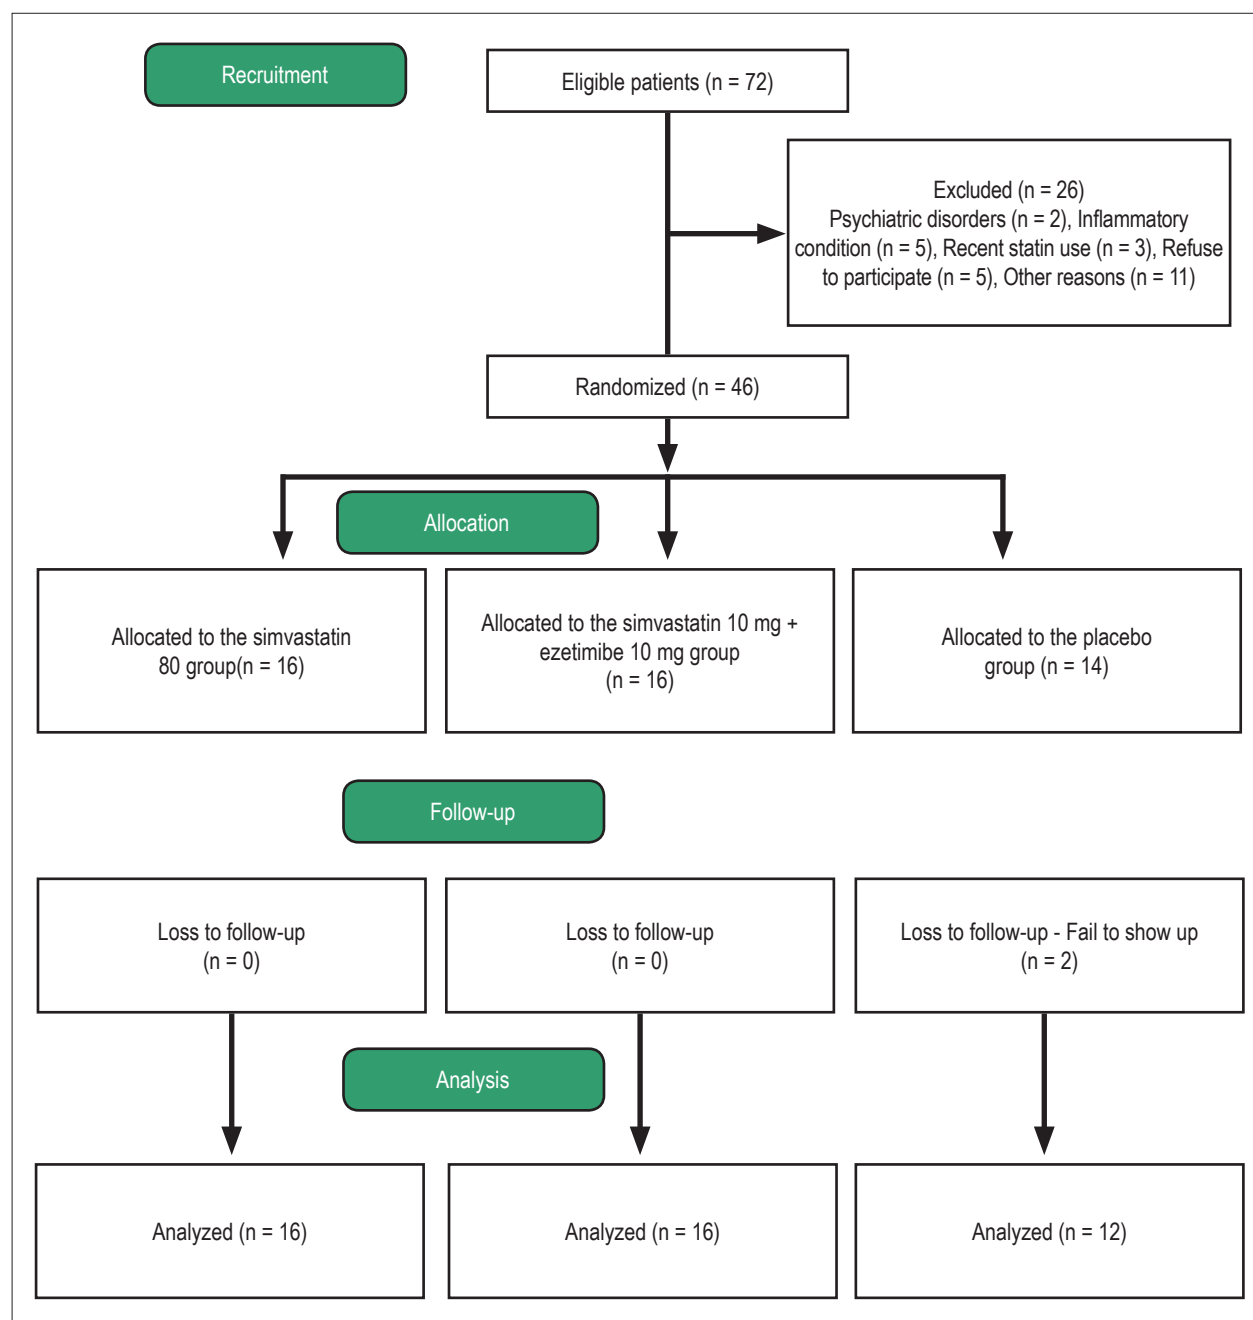 Recruitment
Eligible patients (n = 72)
Excluded (n = 26)
Psychiatric disorders (n = 2), Inflammatory
condition (n = 5), Recent statin use (n = 3), Refuse
to participate (n = 5), Other reasons (n = 11)
Randomized (n = 46)
Allocation
Allocated to the simvastatin
80 group(n = 16)
Allocated to the simvastatin 10 mg +
ezetimibe 10 mg group
(n = 16)
Allocated to the placebo
group (n = 14)
Follow-up
Loss to follow-up
(n = 0)
Loss to follow-up
(n = 0)
Loss to follow-up - Fail to show up
(n = 2)
Analysis
Analyzed (n = 16)
Analyzed (n = 16)
Analyzed (n = 12)